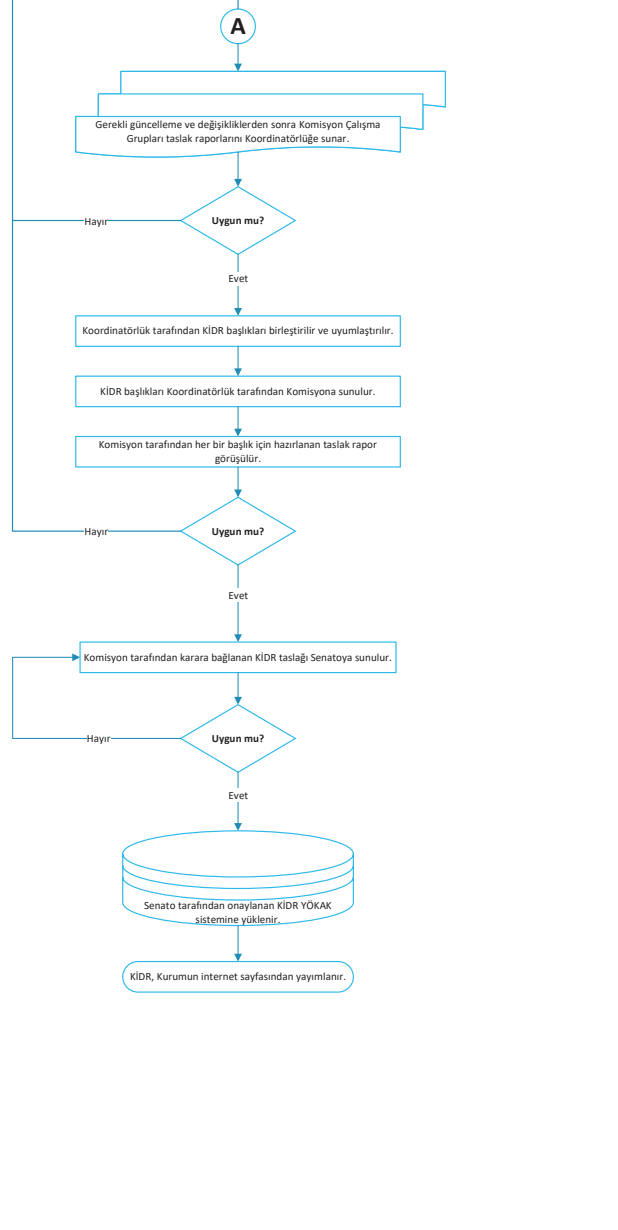 A
Gerekli güncelleme ve değişikliklerden sonra Komisyon Çalışma
Grupları taslak raporlarını Koordinatörlüğe sunar.
Uygun mu?
Hayır
Evet
Koordinatörlük tarafından KİDR başlıkları birleştirilir ve uyumlaştırılır.
KİDR başlıkları Koordinatörlük tarafından Komisyona sunulur.
Komisyon tarafından her bir başlık için hazırlanan taslak rapor
görüşülür.
Hayır
Uygun mu?
Evet
Komisyon tarafından karara bağlanan KİDR taslağı Senatoya sunulur.
Hayır
Uygun mu?
Evet
Senato tarafından onaylanan KİDR YÖKAK
sistemine yüklenir.
KİDR, Kurumun internet sayfasından yayımlanır.